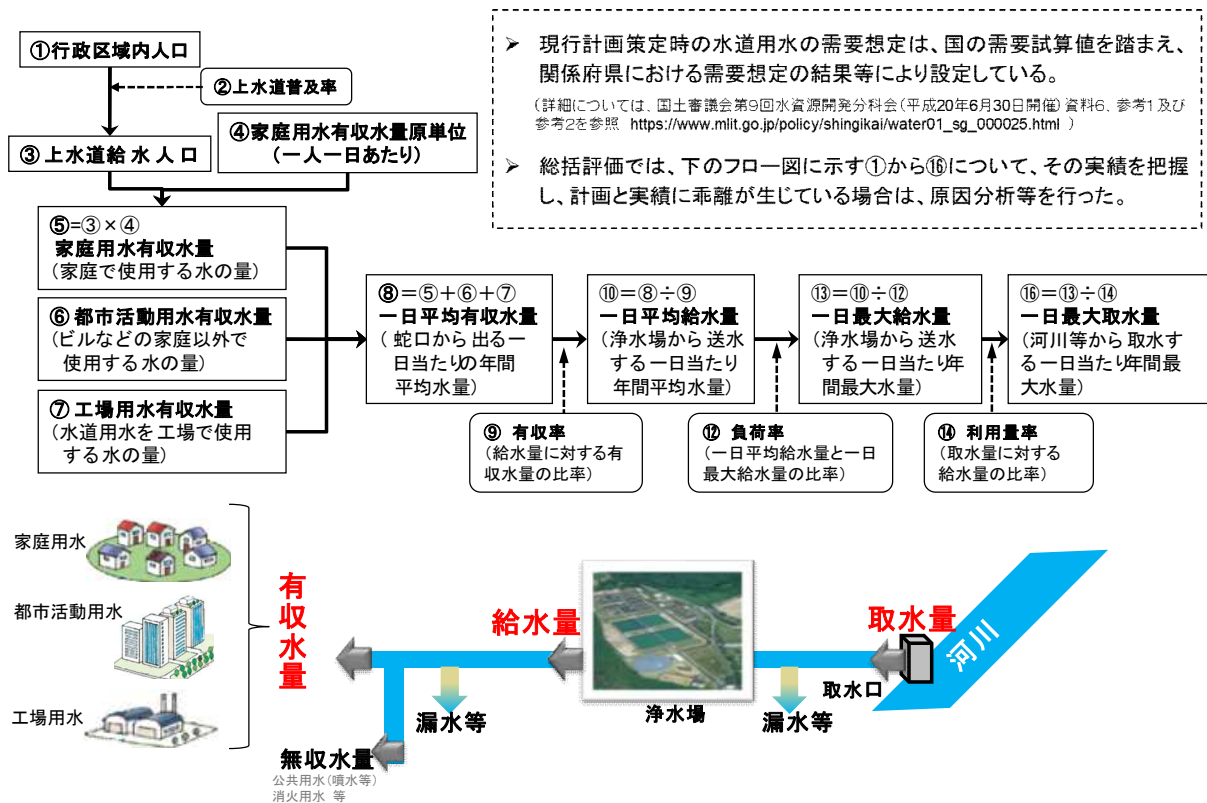 ①行政区域内人口
②上水道普及率
③上水道給水人口
④家庭用水有収水量原単位
(一人一日あたり)
➢ 現行計画策定時の水道用水の需要想定は、国の需要試算値を踏まえ、
関係府県における需要想定の結果等により設定している。
(詳細については、国土審議会第9回水資源開発分科会(平成20年6月30日開催)資料6、参考1及び
参考2を参照 https://www.mlit.go.jp/policy/shingikai/water01_sg_000025.html )
➢ 総括評価では、下のフロー図に示す①から⑯について、その実績を把握
し、計画と実績に乖離が生じている場合は、原因分析等を行った。
⑤=③×④
家庭用水有収水量
(家庭で使用する水の量)
⑥ 都市活動用水有収水量
(ビルなどの家庭以外で
使用する水の量)
⑦ 工場用水有収水量
(水道用水を工場で使用
する水の量)
⑧=⑤+⑥+⑦
一日平均有収水量
(蛇口から出る一
日当たりの年間
平均水量)
⑨ 有収率
(給水量に対する有
収水量の比率)
⑩=⑧÷⑨
一日平均給水量
(浄水場から送水
する一日当たり
年間平均水量)
⑫ 負荷率
(一日平均給水量と一日
最大給水量の比率)
⑬=⑩÷⑫
一日最大給水量
(浄水場から送水
する一日当たり年
間最大水量)
⑭ 利用量率
(取水量に対する
給水量の比率)
⑯=⑬÷⑭
一日最大取水量
(河川等から取水す
る一日当たり年間最
大水量)
家庭用水
都市活動用水
工場用水
有収水量
給水量
取水量
河川
取水口
浄水場
漏水等
漏水等
無収水量
公共用水(噴水等)
消火用水 等